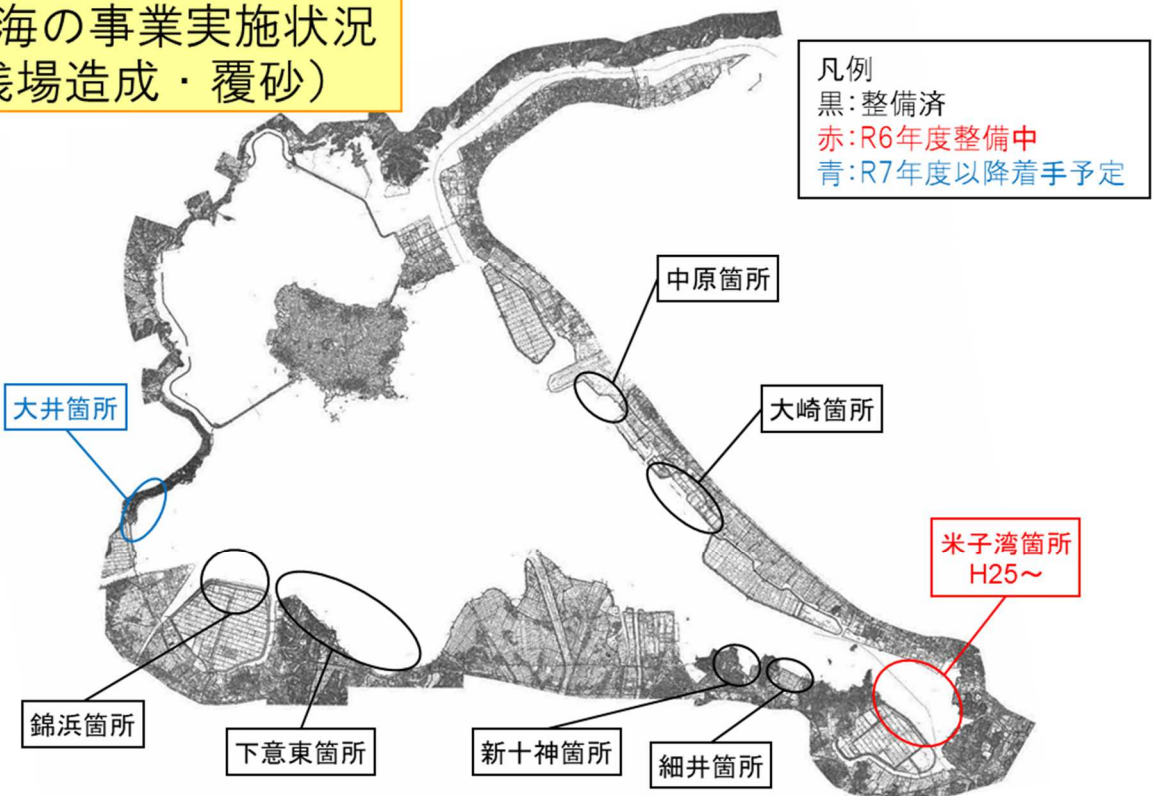 海の事業実施状況
浅場造成・覆砂）
凡例
黒：整備済
赤：R6年度整備中
青：R7年度以降着手予定
中原箇所
大井箇所
大崎箇所
米子湾箇所
H25～
錦浜箇所
下意東箇所
新十神箇所
細井箇所